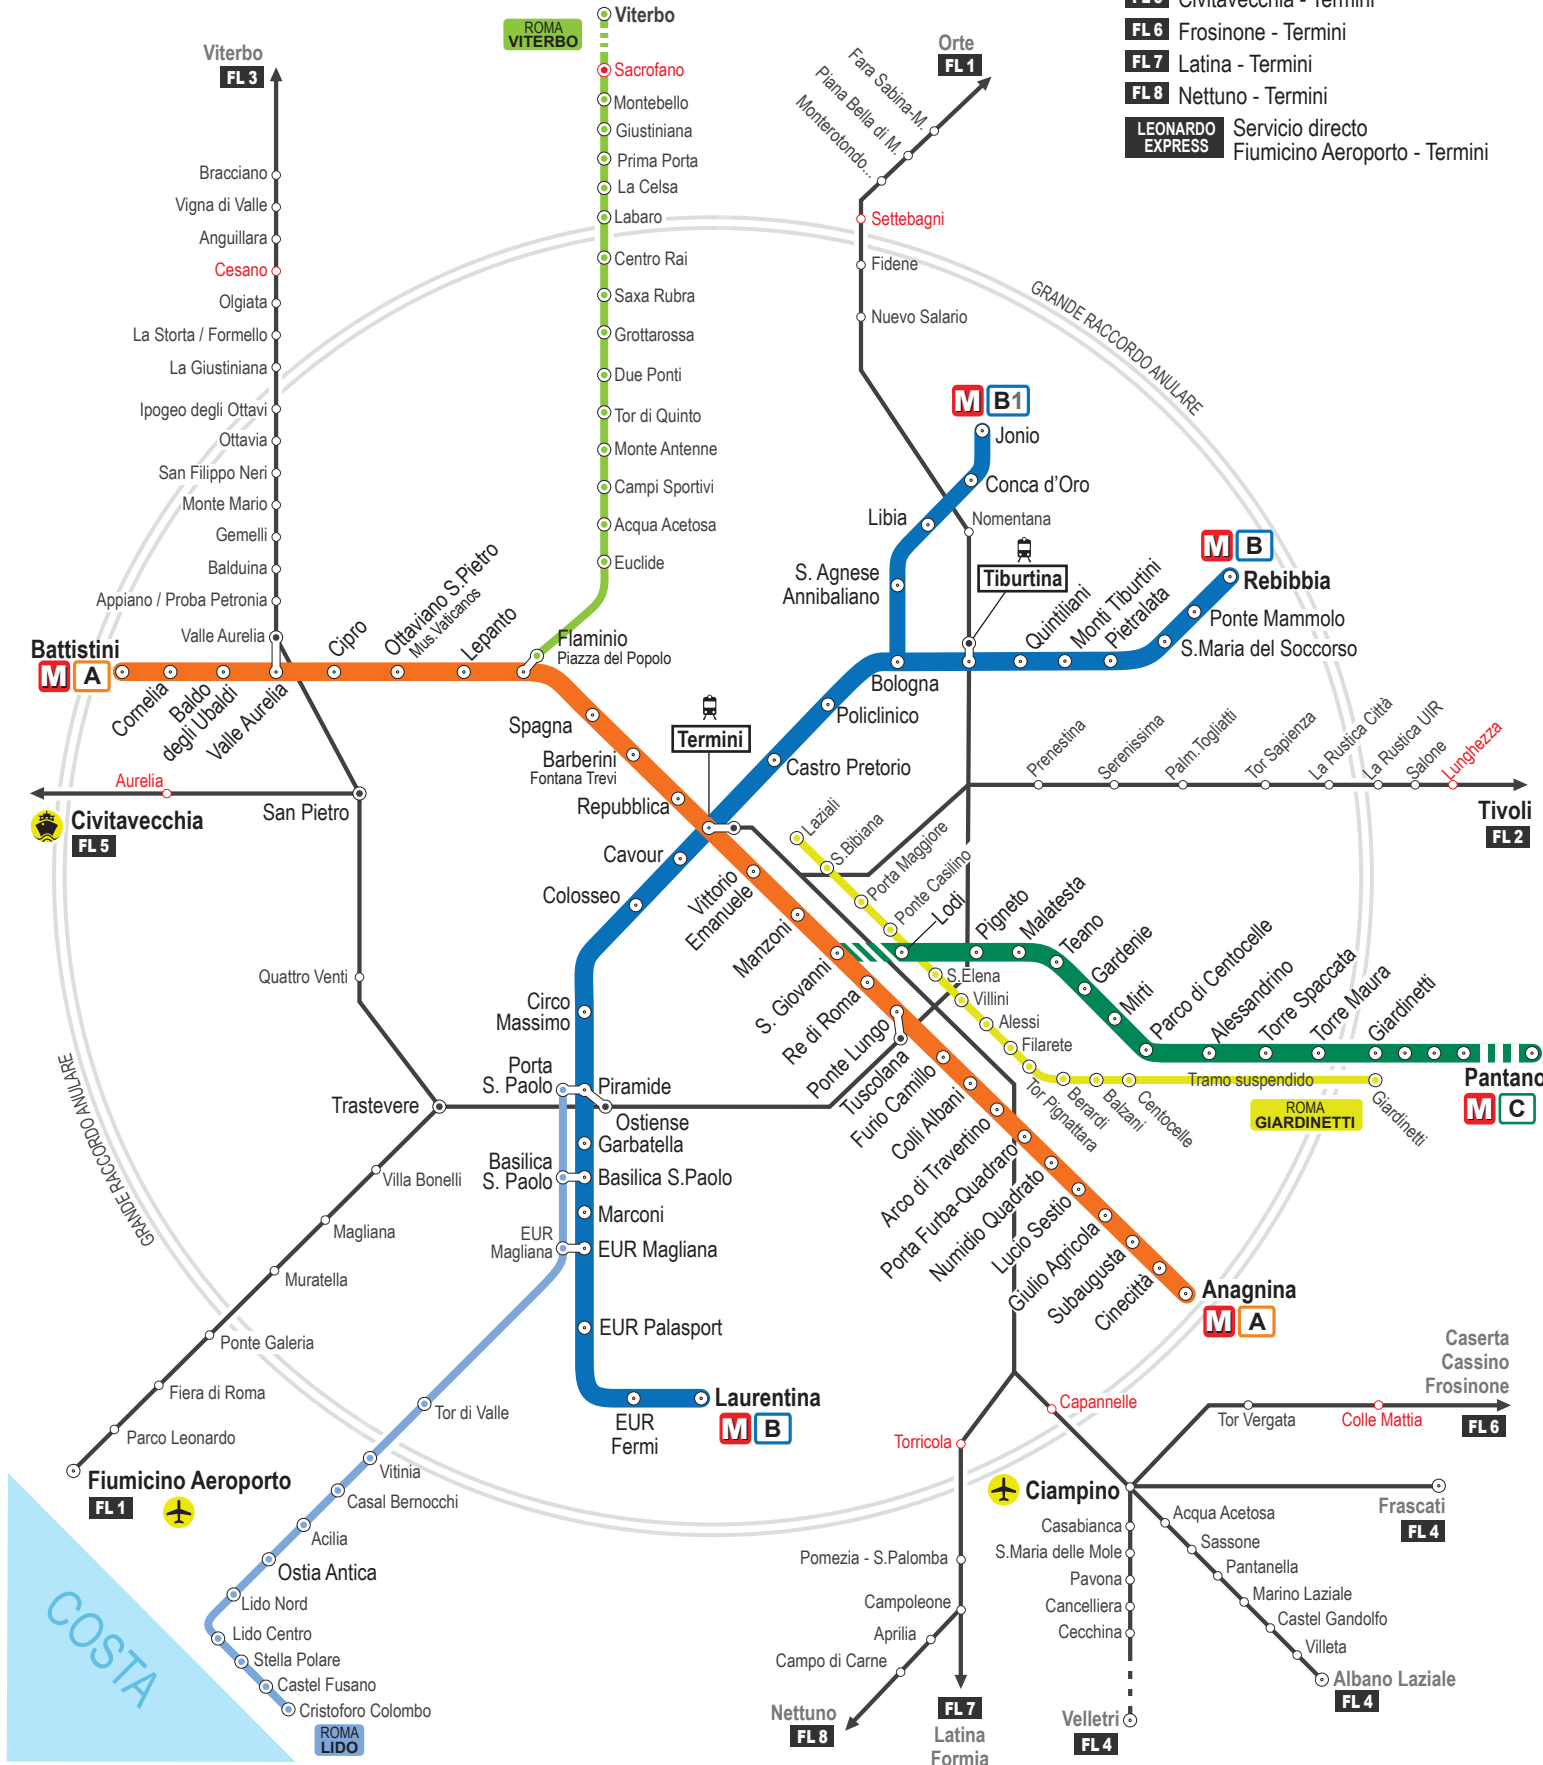 FL 5 Civitavecchia - Termini
FL 6 Frosinone - Termini
FL 7 Latina - Termini
FL 8 Nettuno - Termini
LEONARDO
EXPRESS
Servicio directo
Fiumicino Aeroporto - Termini
Viterbo
FL 3
Bracciano
Vigna di Valle
Anguillara
Cesano
Olgiata
La Storta / Formello
La Giustiniana
Ipogeo degli Ottavi
Ottavia
San Filippo Neri
Monte Mario
Gemelli
Balduina
Appiano / Proba Petronia
Valle Aurelia
ROMA
VITERBO
Viterbo
Sacrofano
Montebello
Giustiniana
Prima Porta
La Celsa
Labaro
Centro Rai
Saxa Rubra
Grottarossa
Due Ponti
Tor di Quinto
Monte Antenne
Campi Sportivi
Acqua Acetosa
Euclide
Flaminio
Piazza del Popolo
Orte
FL 1
Fara Sabina-M.
Piana Bella di M.
Monterotondo...
Settebagni
Fidene
Nuevo Salario
Nomentana
GRANDE RACCORDO ANULARE
M B1
Jonio
Conca d'Oro
Libia
S. Agnese
Annibaliano
Tiburtina
M B
Rebibbia
Ponte Mammolo
S.Maria del Soccorso
Pietralata
Monti Tiburtini
Quintiliani
Bologna
Policlinico
Castro Pretorio
Termini
Cavour
Colosseo
Circo
Massimo
Piramide
Ostiense
Garbatella
Basilica S.Paolo
Marconi
EUR Magliana
EUR Palasport
EUR
Fermi
Laurentina
M B
Battistini
M A
Cornelia
Baldo
degli Ubaldi
Valle Aurelia
Cipro
Ottaviano S.Pietro
Mus.Vaticanos
Lepanto
Spagna
Barberini
Fontana Trevi
Repubblica
Vittorio
Emanuele
Manzoni
S. Giovanni
Re di Roma
Ponte Lungo
Tuscolana
Furio Camillo
Colli Albani
Arco di Travertino
Porta Furba-Quadraro
Numidio Quadrato
Lucio Sestio
Giulio Agricola
Subaugusta
Cinecittà
Anagnina
M A
Aurelia
Civitavecchia
FL 5
San Pietro
Quattro Venti
Trastevere
Villa Bonelli
Magliana
Muratella
Ponte Galeria
Fiera di Roma
Parco Leonardo
Fiumicino Aeroporto
FL 1
GRANDE RACCORDO ANULARE
Prenestina
Serenissima
Palm.Togliatti
Tor Sapienza
La Rustica Città
La Rustica UIR
Salone
Lunghezza
Tivoli
FL 2
Laziali
S.Bibiana
Porta Maggiore
Ponte Casilino
S.Elena
Villini
Alessi
Filarete
Tor Pignattara
Berardi
Balzani
Centocelle
Tramo suspendido
Giardinetti
ROMA
GIARDINETTI
Lodi
Pigneto
Malatesta
Teano
Gardenie
Mirti
Parco di Centocelle
Alessandrino
Torre Spaccata
Torre Maura
Giardinetti
Pantano
M C
Porta
S. Paolo
Basilica
S. Paolo
EUR
Magliana
Tor di Valle
Vitinia
Casal Bernocchi
Acilia
Ostia Antica
Lido Nord
Lido Centro
Stella Polare
Castel Fusano
Cristoforo Colombo
ROMA
LIDO
COSTA
Caserta
Cassino
Frosinone
FL 6
Capannelle
Tor Vergata
Colle Mattia
Torricola
Ciampino
Frascati
FL 4
Casabianca
S.Maria delle Mole
Pavona
Cancelliera
Cecchina
Velletri
FL 4
Acqua Acetosa
Sassone
Pantanella
Marino Laziale
Castel Gandolfo
Villeta
Albano Laziale
FL 4
Pomezia - S.Palomba
Campoleone
Aprilia
Campo di Carne
Nettuno
FL 8
FL 7
Latina
Formia